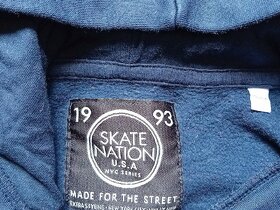 19 93
SKATE
NATION
U.S.A
NYC SERIES
MADE FOR THE STREET